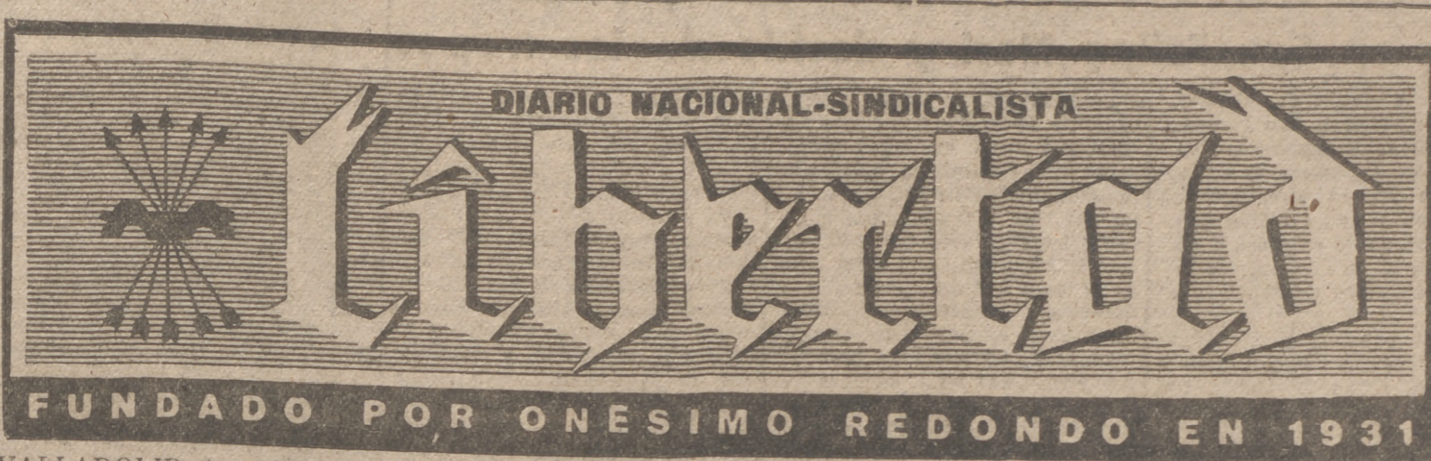 DIARIO NACIONAL-SINDICALISTA
Libertad
FUNDADO POR ONESIMO REDONDO EN 1931